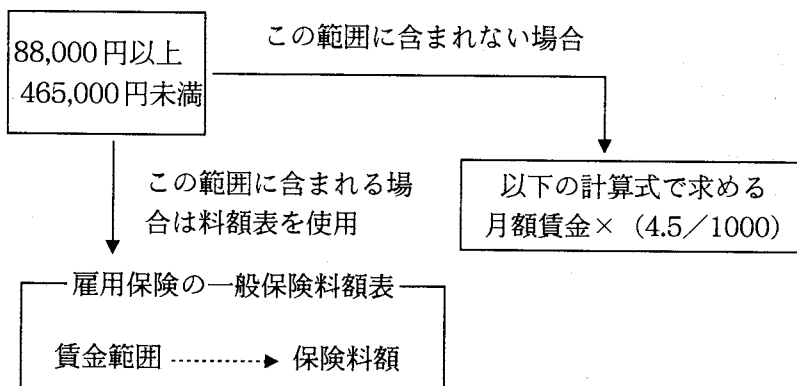 この範囲に含まれない場合
88,000円以上
465,000円未満
この範囲に含まれる場
合は料額表を使用
以下の計算式で求める
月額賃金×（4.5／1000）
雇用保険の一般保険料額表
賃金範囲 保険料額